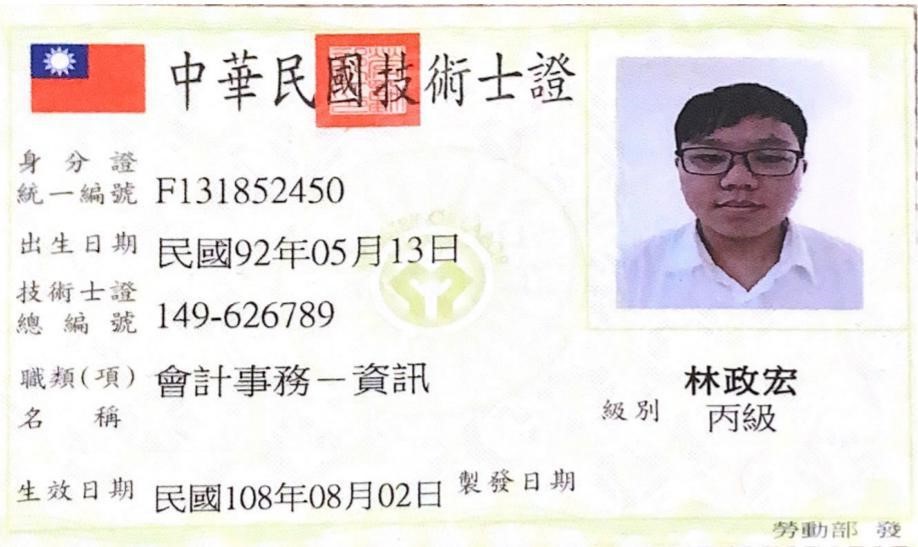 中華民國技術士證
身分證
統一編號 F131852450
出生日期 民國92年05月13日
技術士證
總編號 149-626789
職類(項) 會計事務－資訊
名稱
林政宏
級別 丙級
生效日期 民國108年08月02日 製發日期
勞動部 發